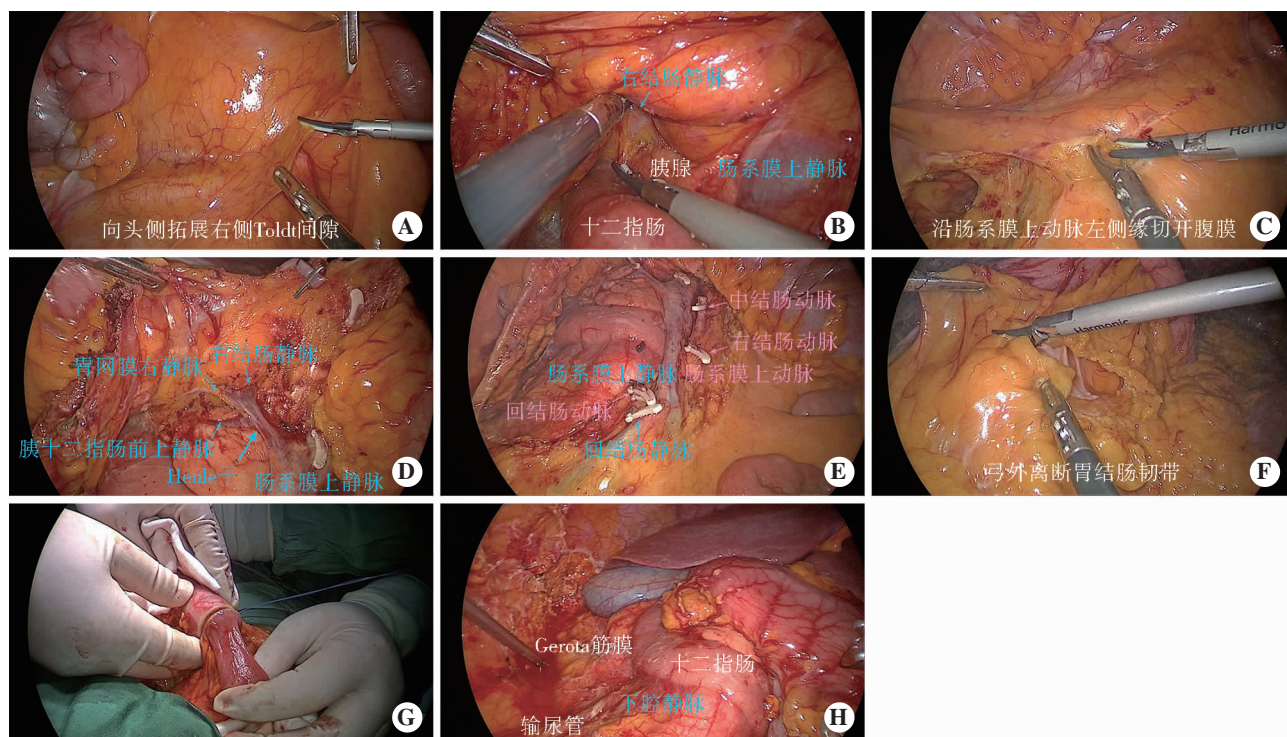 向头侧拓展右侧Toldt间隙
A
右结肠静脉
胰腺
肠系膜上静脉
十二指肠
B
Harmonic
沿肠系膜上动脉左侧缘切开腹膜
C
胃网膜右静脉
右结肠静脉
胰十二指肠前上静脉
Henle干
肠系膜上静脉
D
中结肠动脉
右结肠动脉
肠系膜上静脉
肠系膜上动脉
回结肠动脉
回结肠静脉
E
Harmonic
弓外离断胃结肠韧带
F
G
Gerota筋膜
十二指肠
下腔静脉
输尿管
H